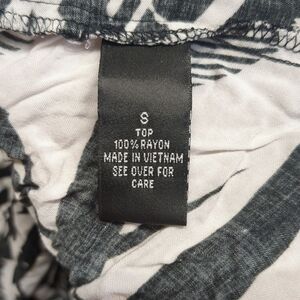 S
TOP
100% RAYON
MADE IN VIETNAM
SEE OVER FOR
CARE